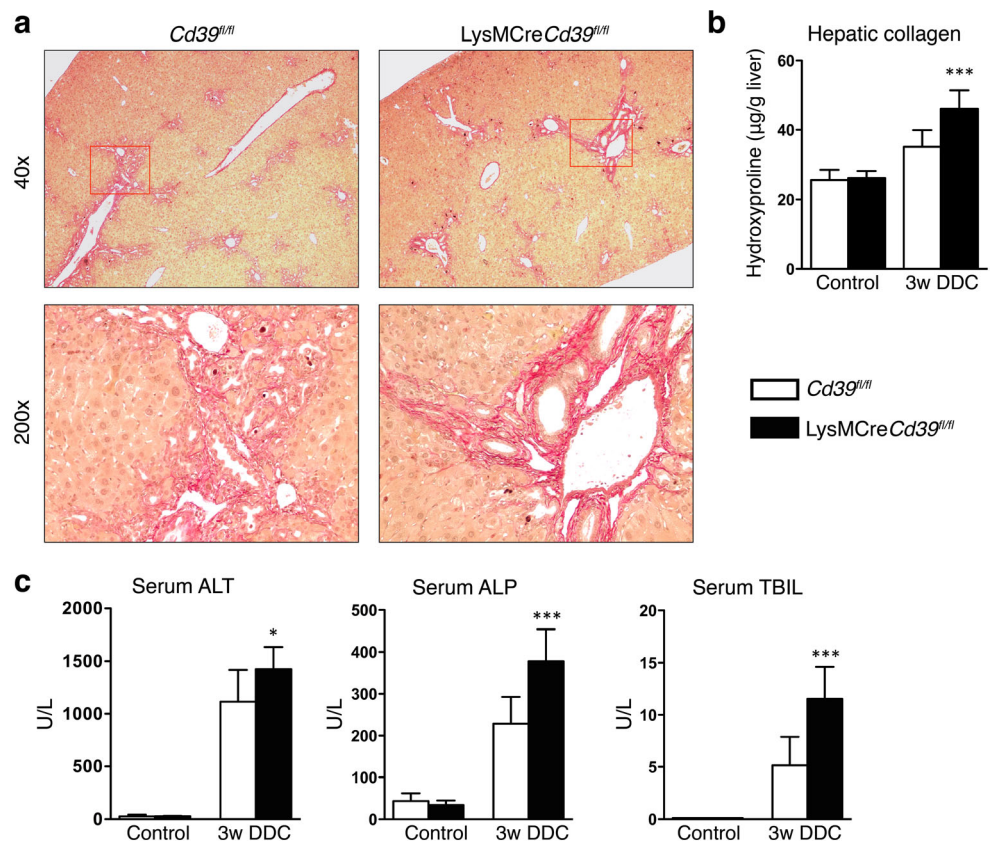 a
Cd39fl/fl
LysMCreCd39fl/fl
40x
200x
b
Hepatic collagen
Hydroxyproline (µg/g liver)
60
40
20
0
***
Control
3w DDC
Cd39fl/fl
LysMCreCd39fl/fl
c
Serum ALT
U/L
2000
1500
1000
500
0
*
Control
3w DDC
Serum ALP
U/L
500
400
300
200
100
0
***
Control
3w DDC
Serum TBIL
U/L
20
15
10
5
0
***
Control
3w DDC